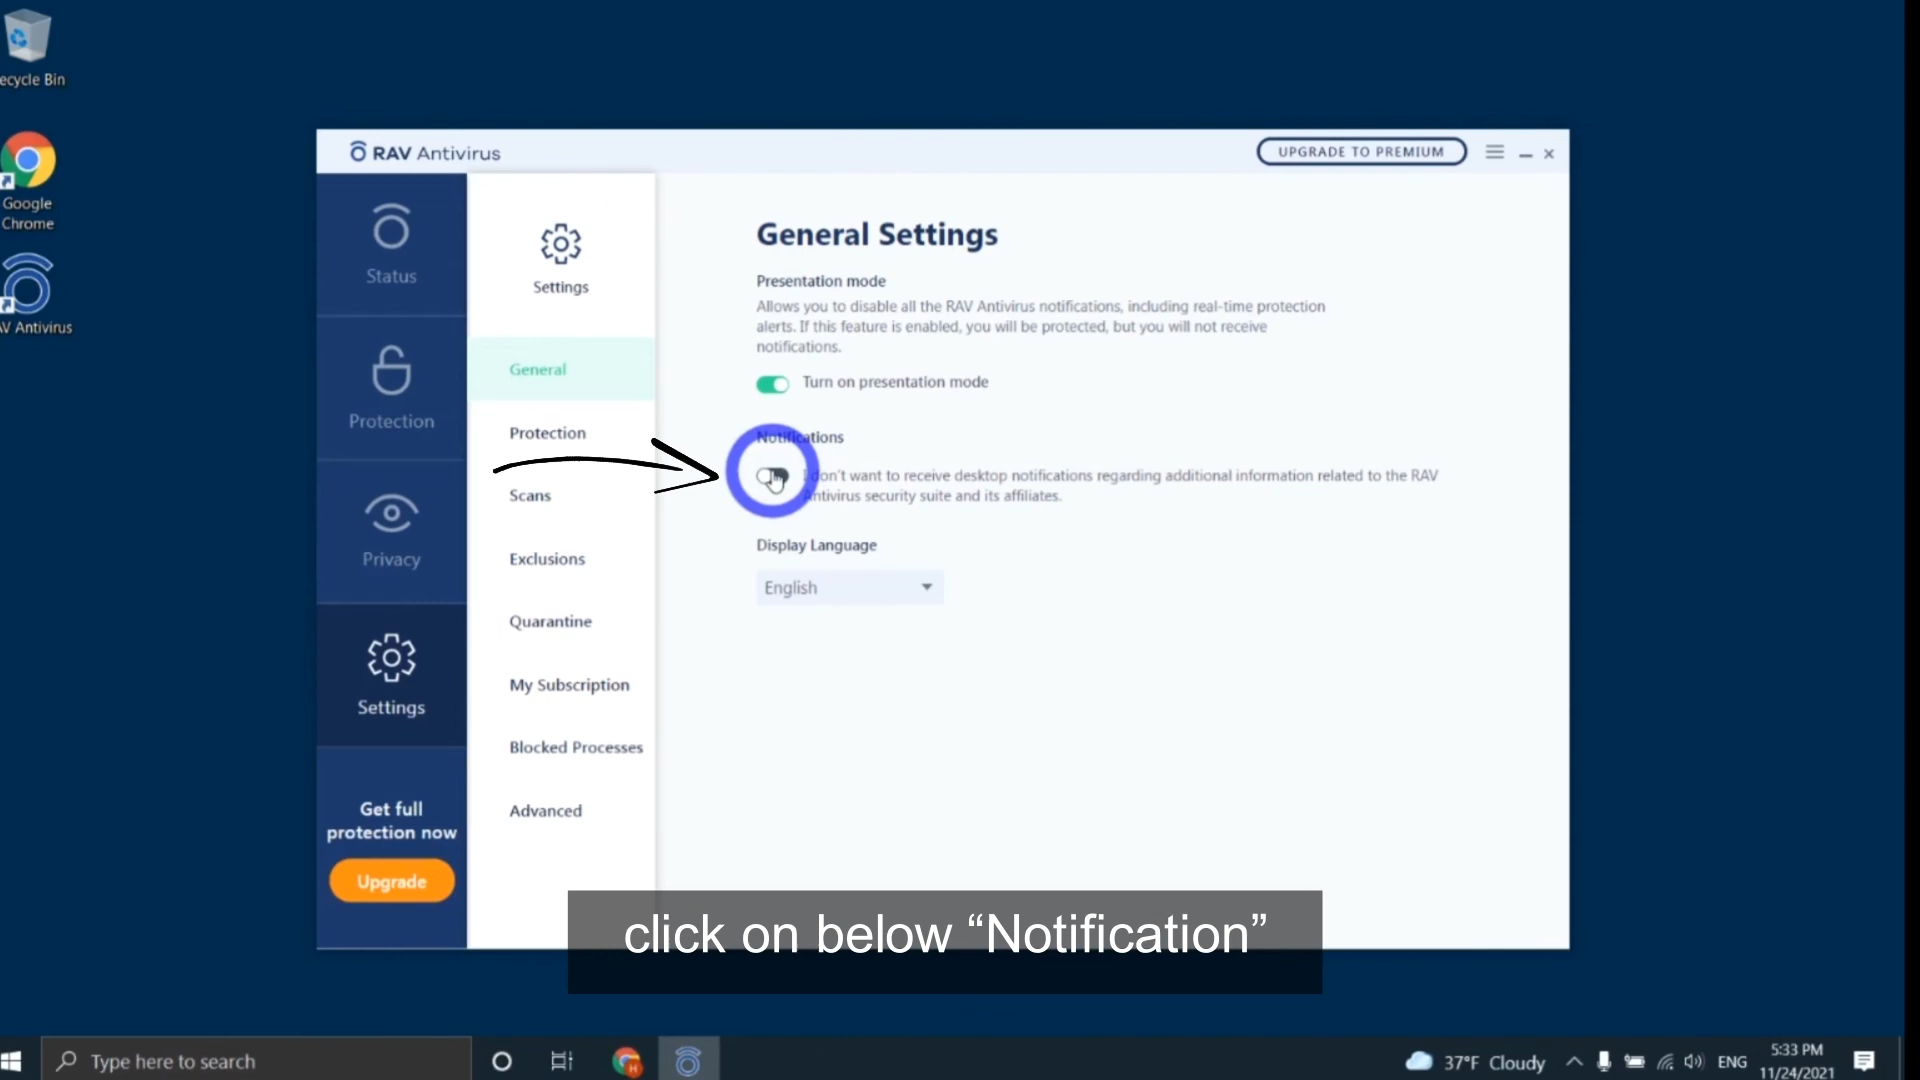 ecycle Bin
Google
Chrome
V Antivirus
RAV Antivirus
UPGRADE TO PREMIUM
Status
Protection
Privacy
Settings
Get full
protection now
Upgrade
Settings
General
Protection
Scans
Exclusions
Quarantine
My Subscription
Blocked Processes
Advanced
General Settings
Presentation mode
Allows you to disable all the RAV Antivirus notifications, including real-time protection
alerts. If this feature is enabled, you will be protected, but you will not receive
notifications.
Turn on presentation mode
Notifications
I don't want to receive desktop notifications regarding additional information related to the RAV
Antivirus security suite and its affiliates.
Display Language
English
click on below “Notification”
Type here to search
H
37°F Cloudy
ENG
5:33 PM
11/24/2021